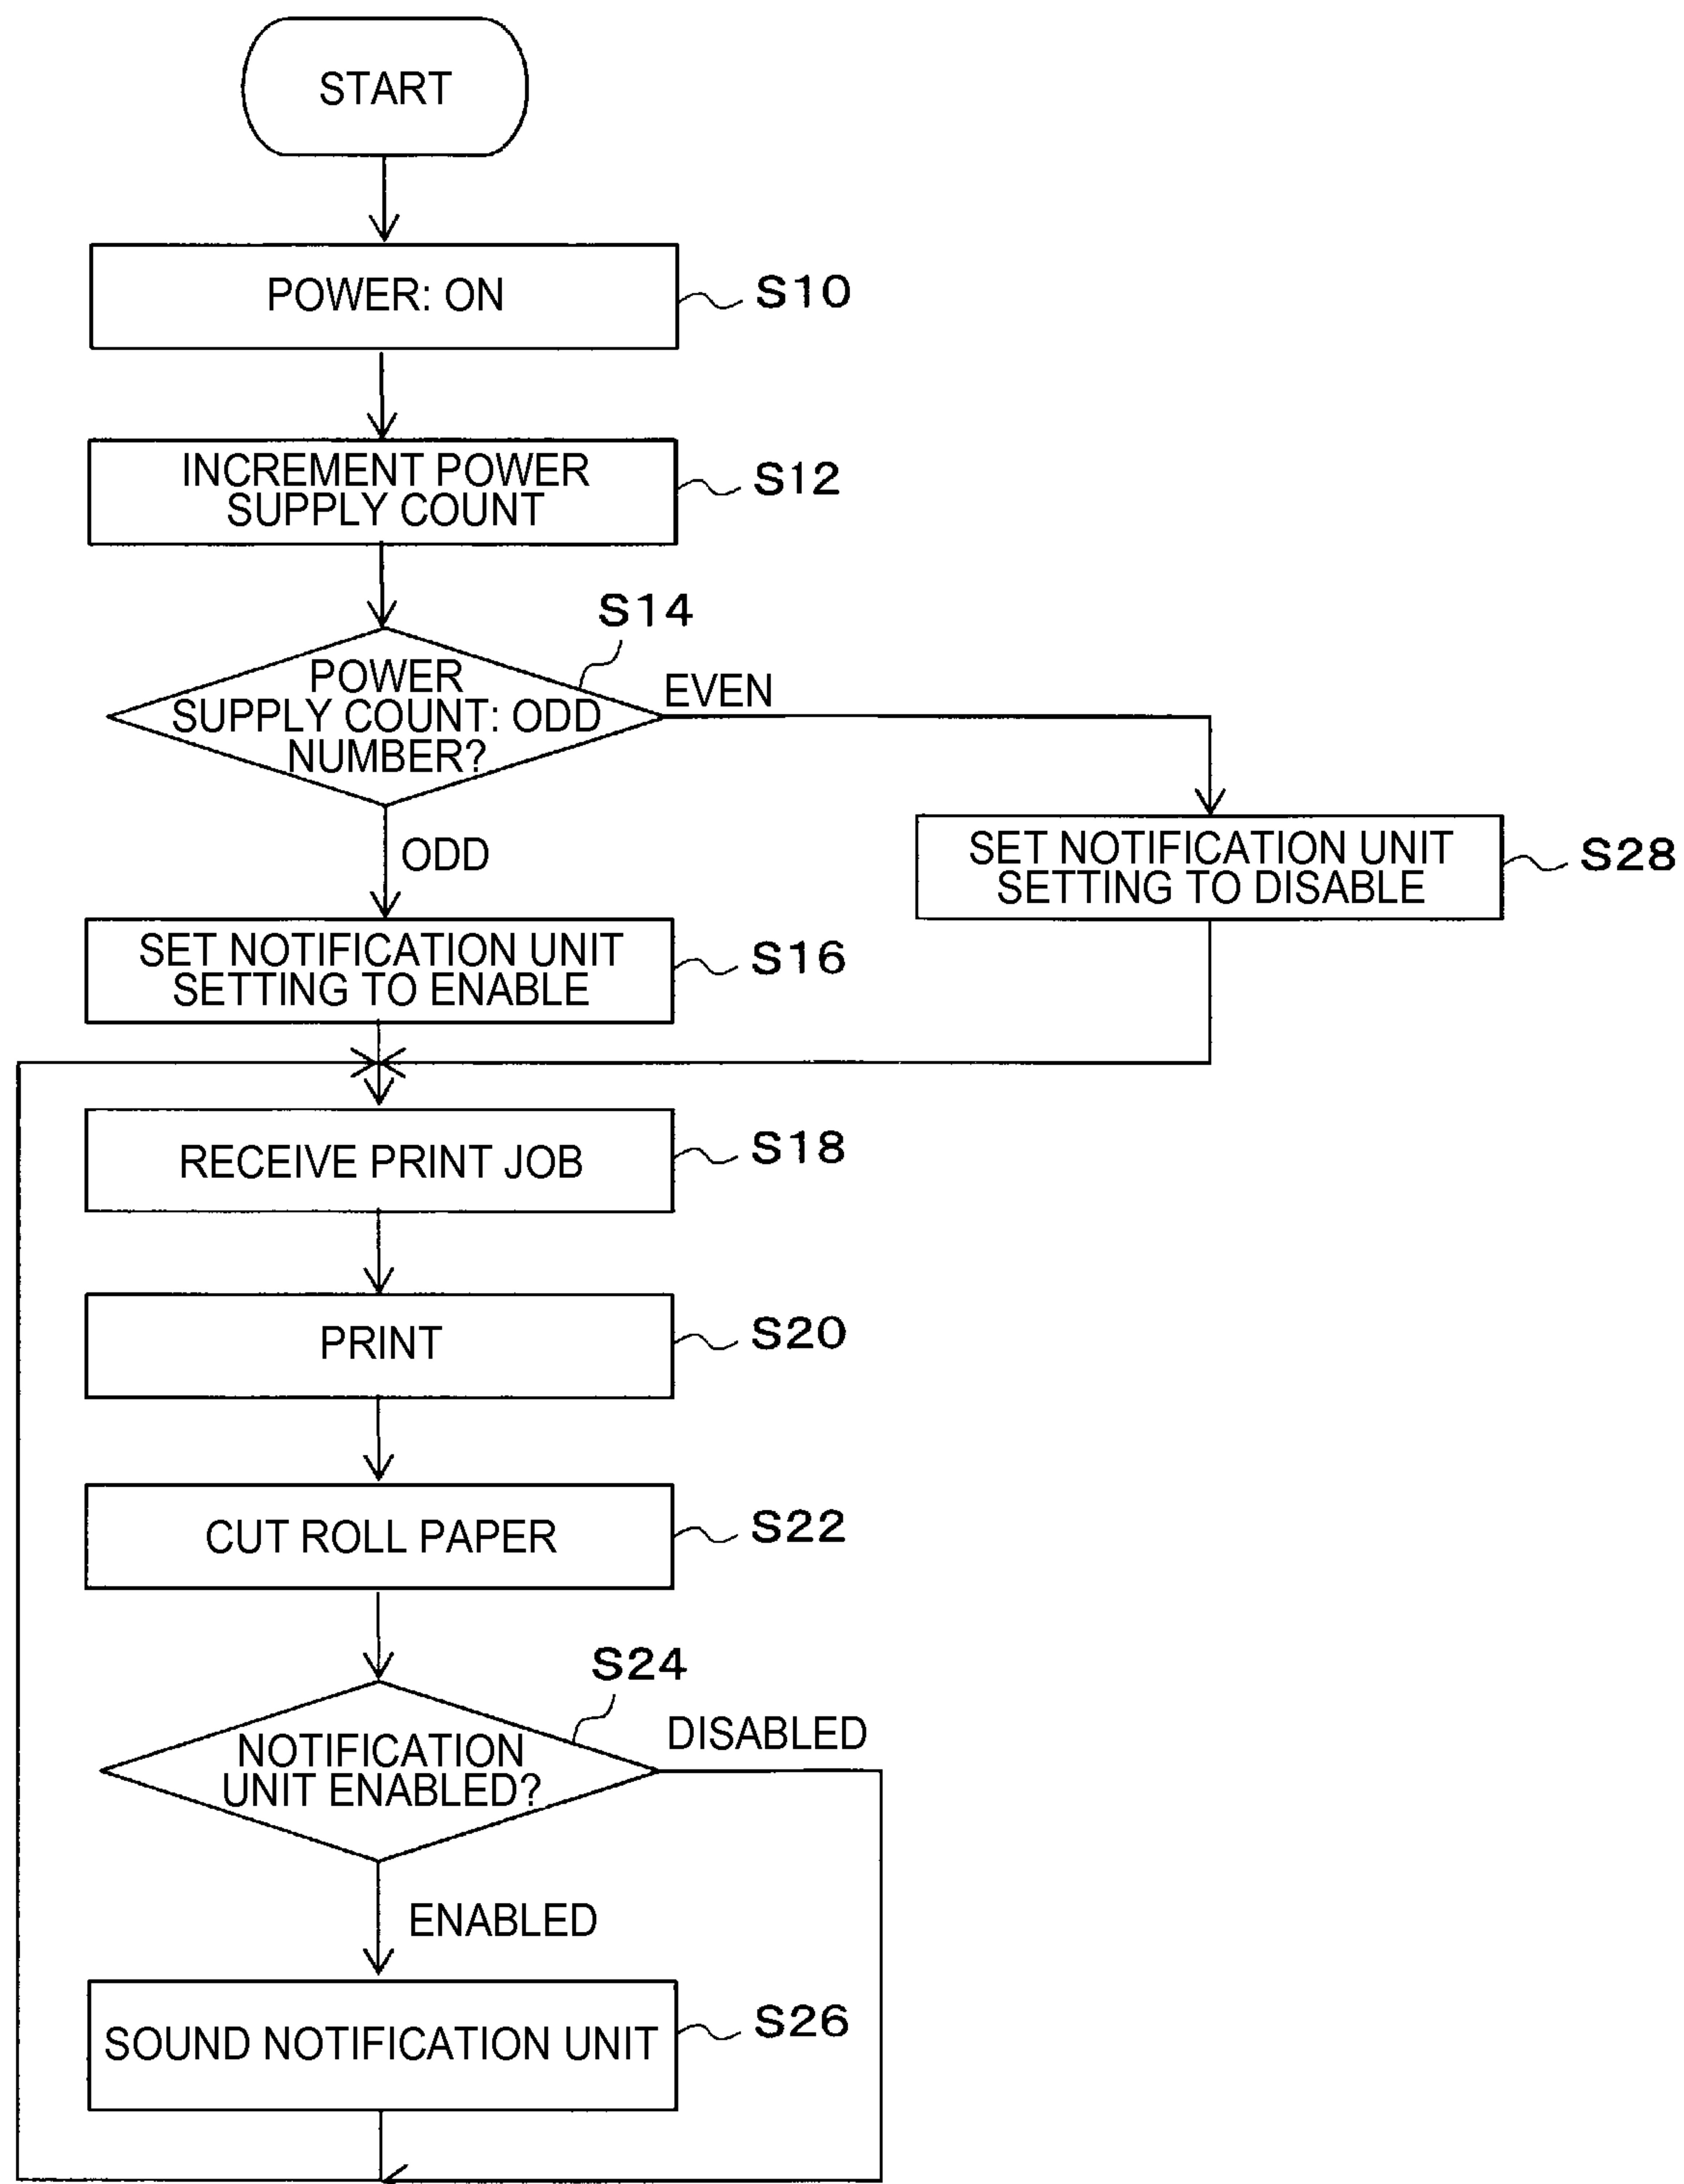 START
POWER: ON
S10
INCREMENT POWER
SUPPLY COUNT
S12
S14
POWER
SUPPLY COUNT: ODD
NUMBER?
EVEN
ODD
SET NOTIFICATION UNIT
SETTING TO DISABLE
S28
SET NOTIFICATION UNIT
SETTING TO ENABLE
S16
RECEIVE PRINT JOB
S18
PRINT
S20
CUT ROLL PAPER
S22
S24
NOTIFICATION
UNIT ENABLED?
DISABLED
ENABLED
SOUND NOTIFICATION UNIT
S26